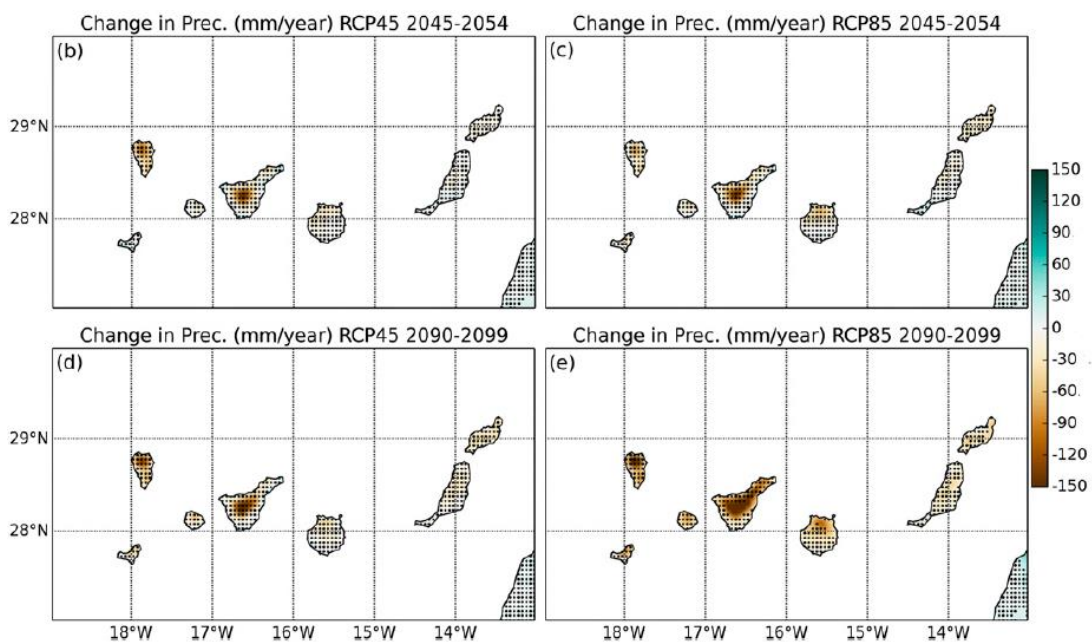 Change in Prec. (mm/year) RCP45 2045-2054
Change in Prec. (mm/year) RCP85 2045-2054
(b)
(c)
29°N
28°N
150
120
90
60
30
0
-30
-60
-90
-120
-150
Change in Prec. (mm/year) RCP45 2090-2099
Change in Prec. (mm/year) RCP85 2090-2099
(d)
(e)
29°N
28°N
18°W 17°W 16°W 15°W 14°W
18°W 17°W 16°W 15°W 14°W